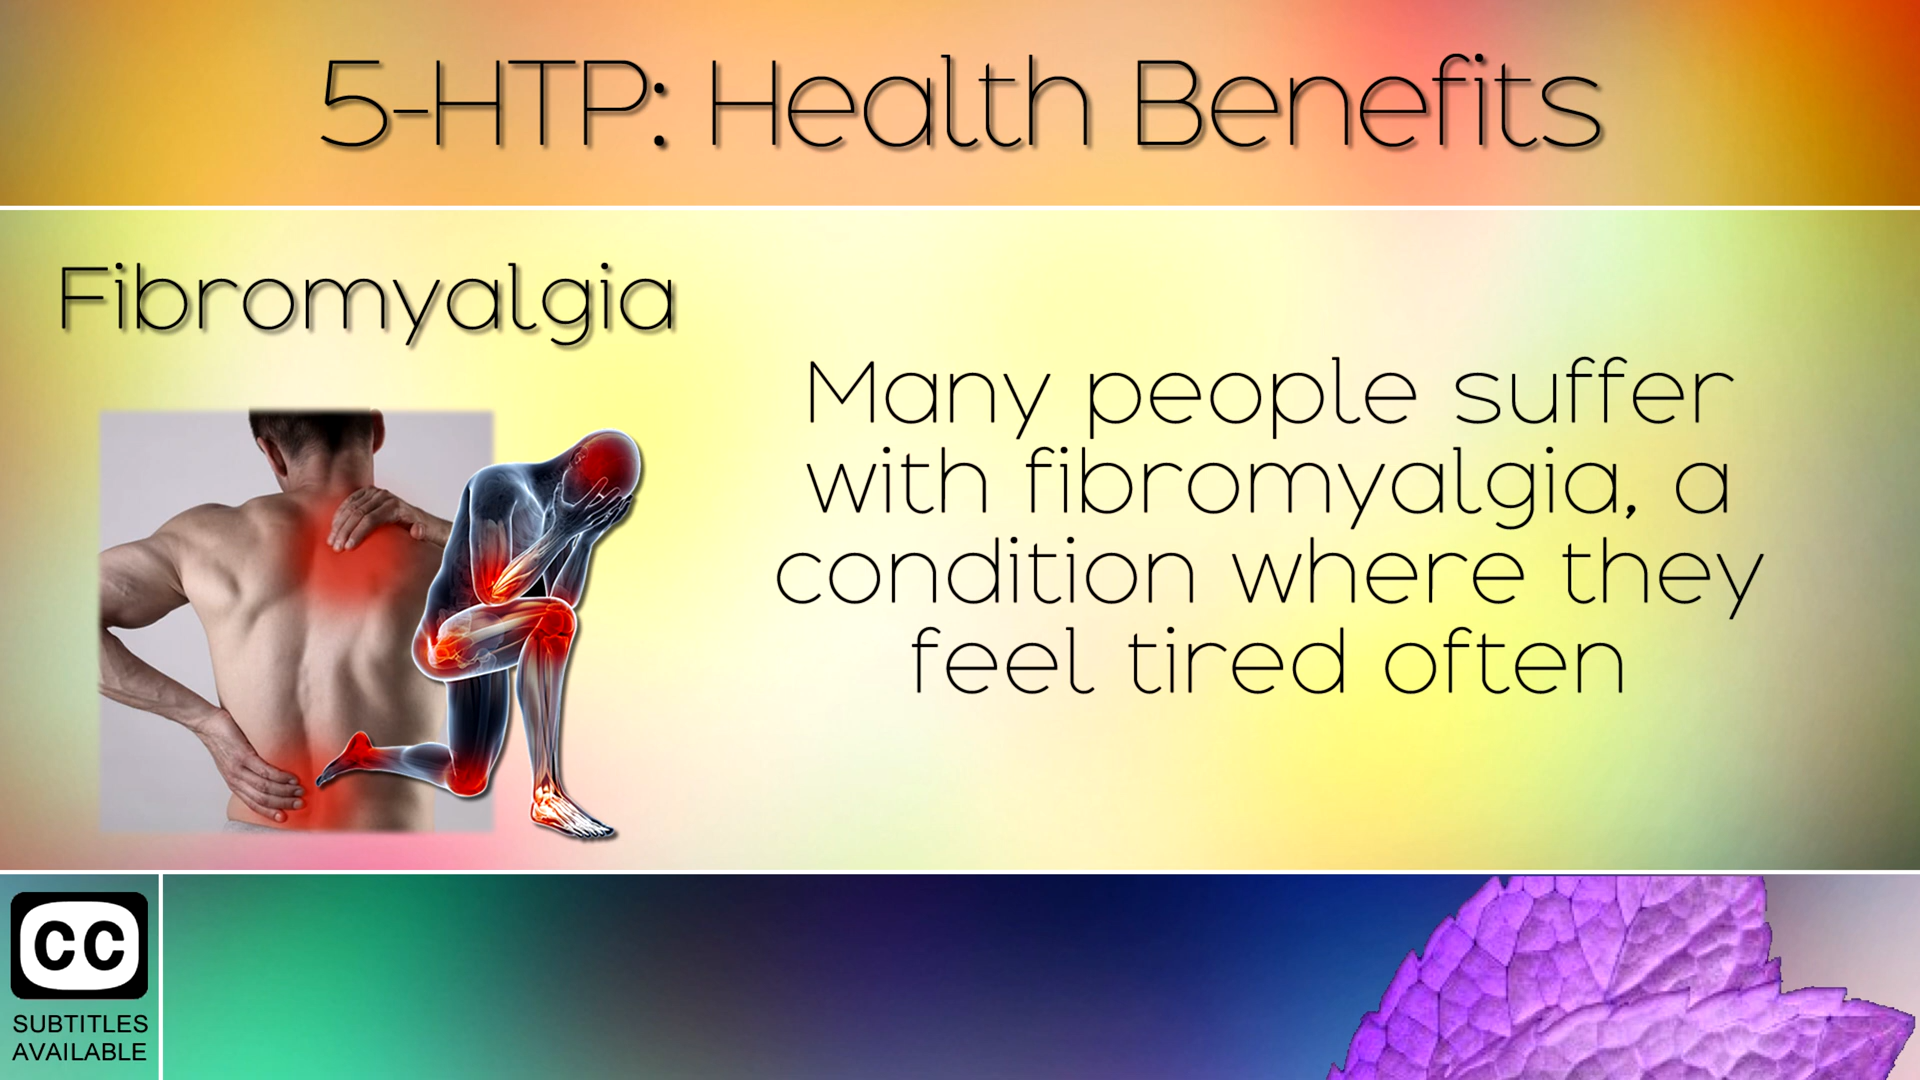 5-HTP: Health Benefits
Fibromyalgia
Many people suffer
with fibromyalgia, a
condition where they
feel tired often
CC
SUBTITLES
AVAILABLE